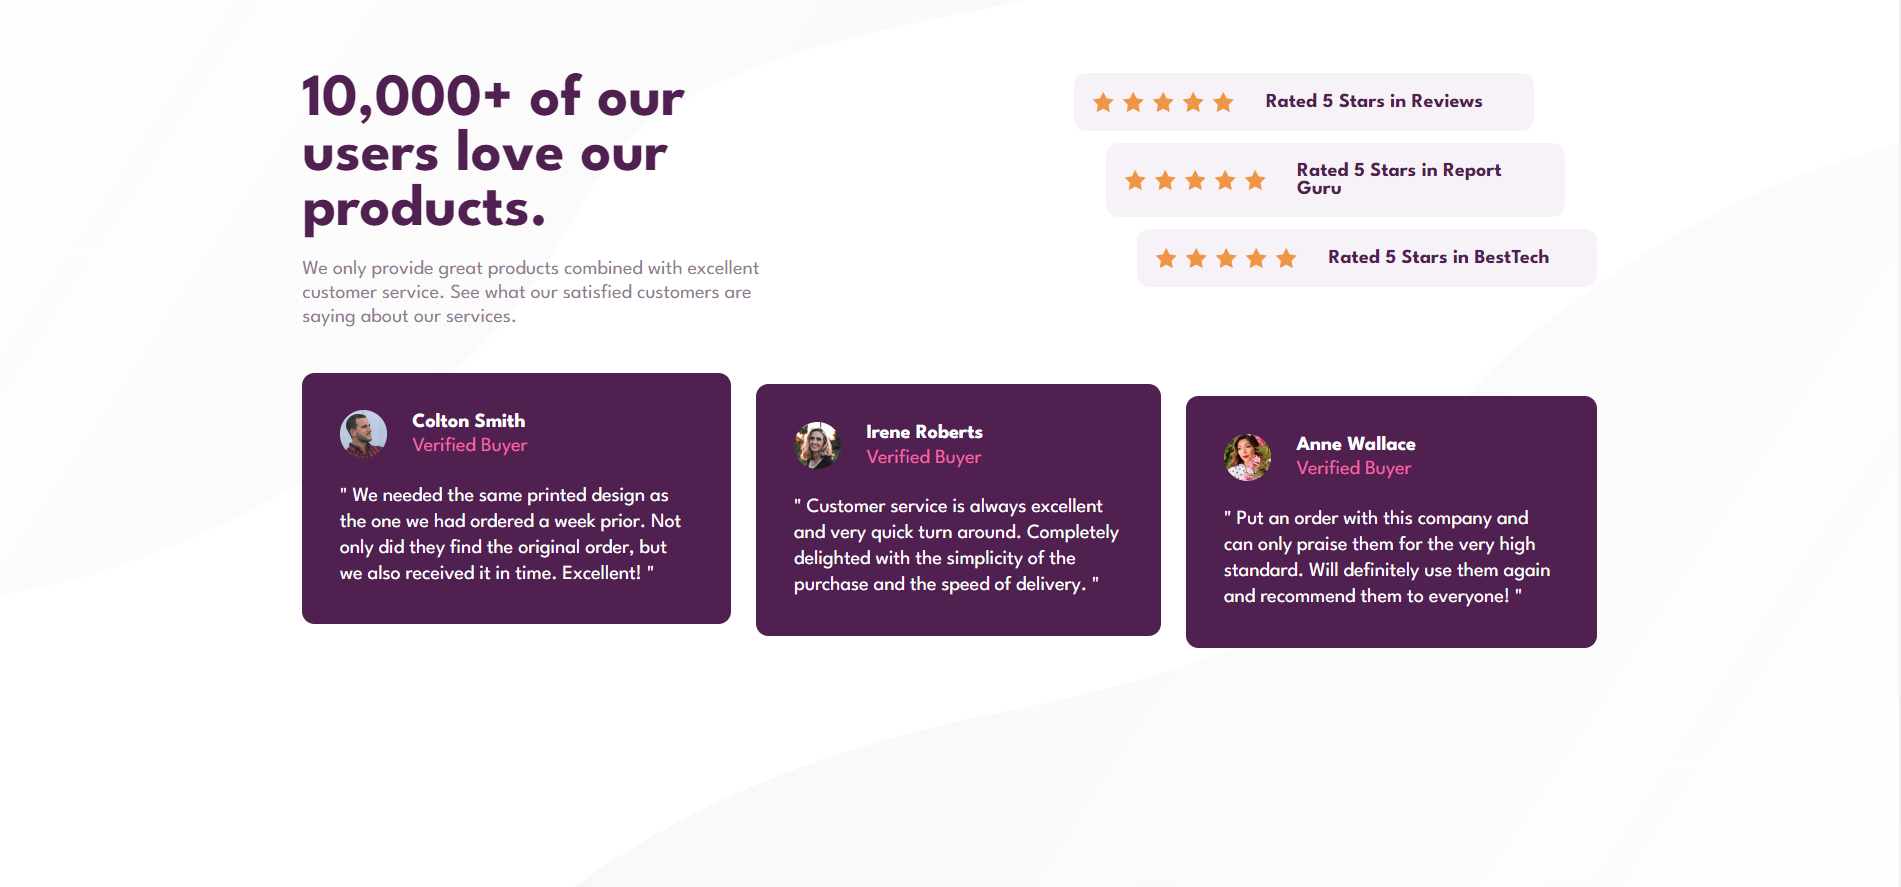 10,000+ of our
users love our
products.
We only provide great products combined with excellent
customer service. See what our satisfied customers are
saying about our services.
Rated 5 Stars in Reviews
Rated 5 Stars in Report
Guru
Rated 5 Stars in BestTech
Colton Smith
Verified Buyer
" We needed the same printed design as
the one we had ordered a week prior. Not
only did they find the original order, but
we also received it in time. Excellent! "
Irene Roberts
Verified Buyer
" Customer service is always excellent
and very quick turn around. Completely
delighted with the simplicity of the
purchase and the speed of delivery. "
Anne Wallace
Verified Buyer
" Put an order with this company and
can only praise them for the very high
standard. Will definitely use them again
and recommend them to everyone! "